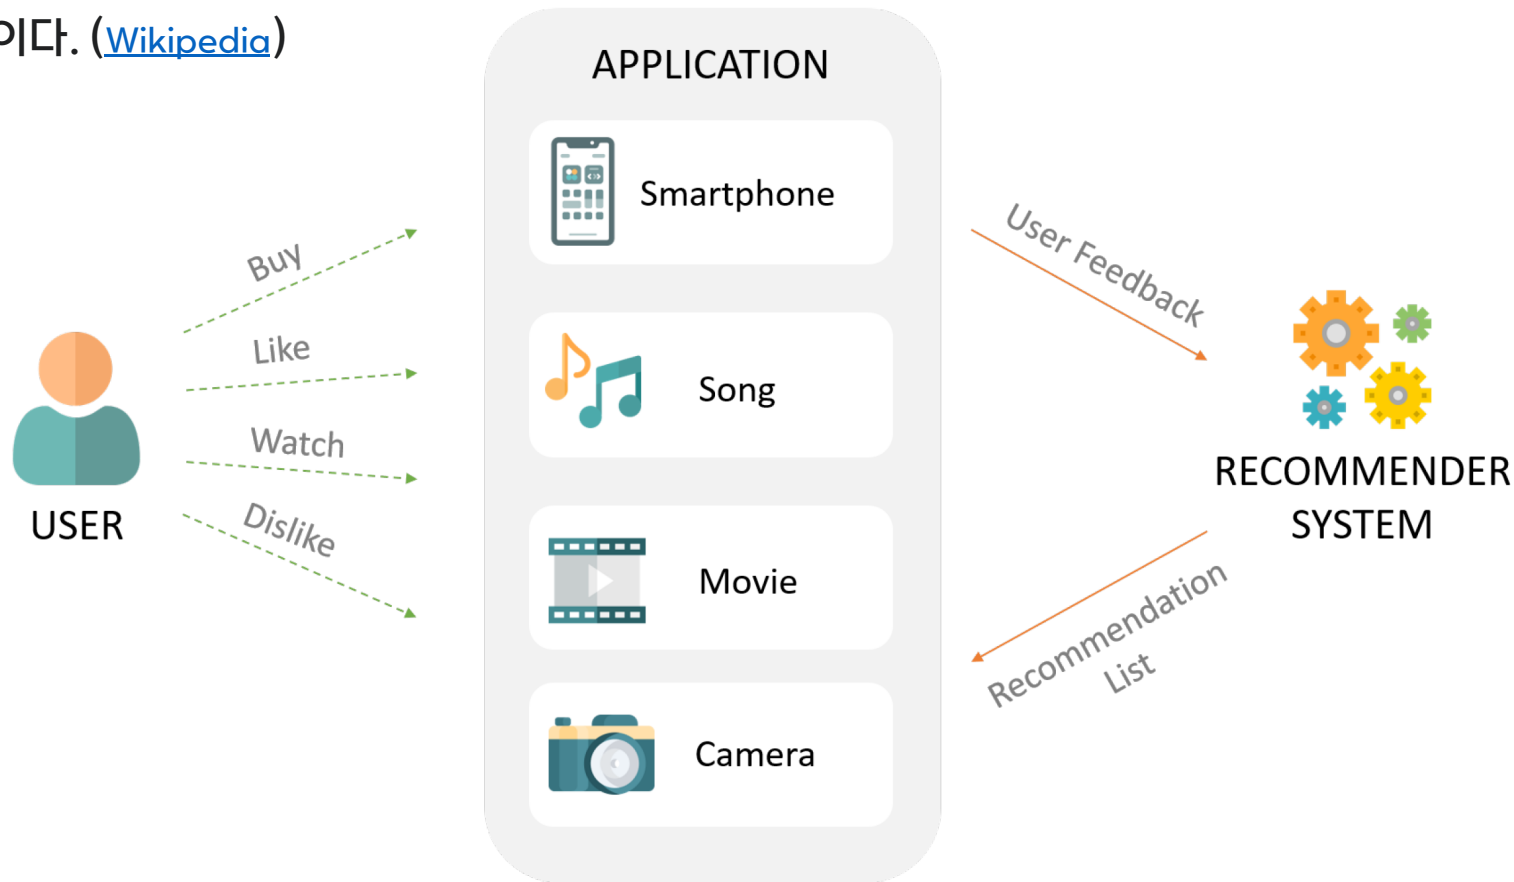 이다. (Wikipedia)
APPLICATION
Smartphone
Song
Movie
Camera
Buy
Like
Watch
Dislike
USER
User Feedback
RECOMMENDER
SYSTEM
Recommendation
List